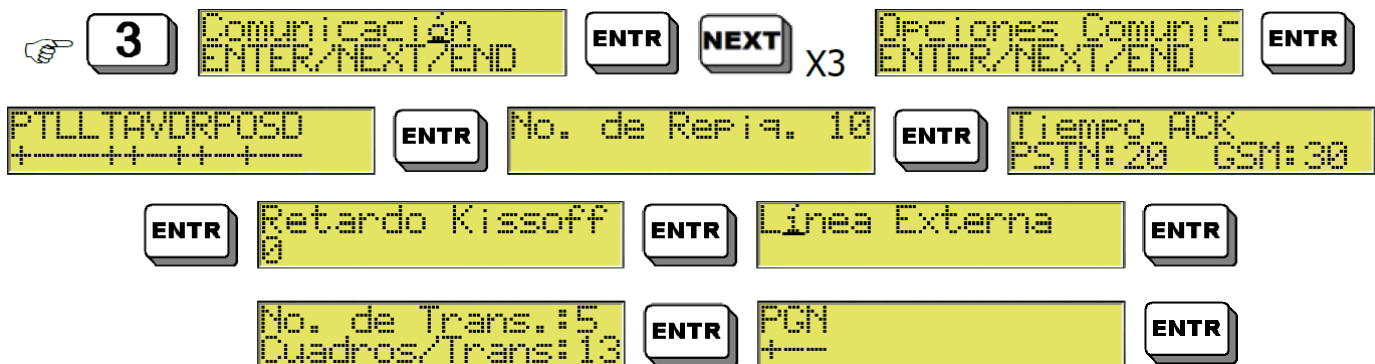 3 Comunicación ENTR NEXT X3 Opciones Comunic ENTR
ENTER/NEXT/END ENTER/NEXT/END
PTLLTAVDRPOSD ENTR No. de Repiq. 10 ENTR Tiempo ACK
+---++-++-+-- PSTN:20 GSM:30
ENTR Retardo Kissoff ENTR Línea Externa ENTR
0
No. de Trans.:5 ENTR PGN ENTR
Cuadros/Trans:13 +--